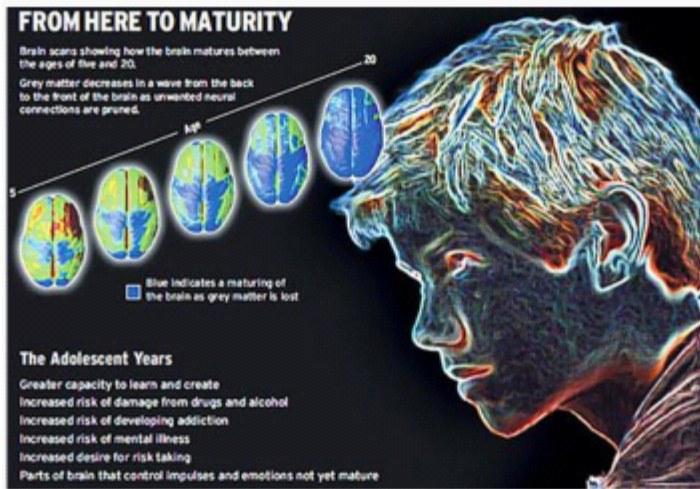 FROM HERE TO MATURITY
Brain scans showing how the brain matures between
the ages of five and 20.
Grey matter decreases in a wave from the back
to the front of the brain as unwanted neural
connections are pruned.
20
Age
5
Blue indicates a maturing of
the brain as grey matter is lost
The Adolescent Years
Greater capacity to learn and create
Increased risk of damage from drugs and alcohol
Increased risk of developing addiction
Increased risk of mental illness
Increased desire for risk taking
Parts of brain that control impulses and emotions not yet mature